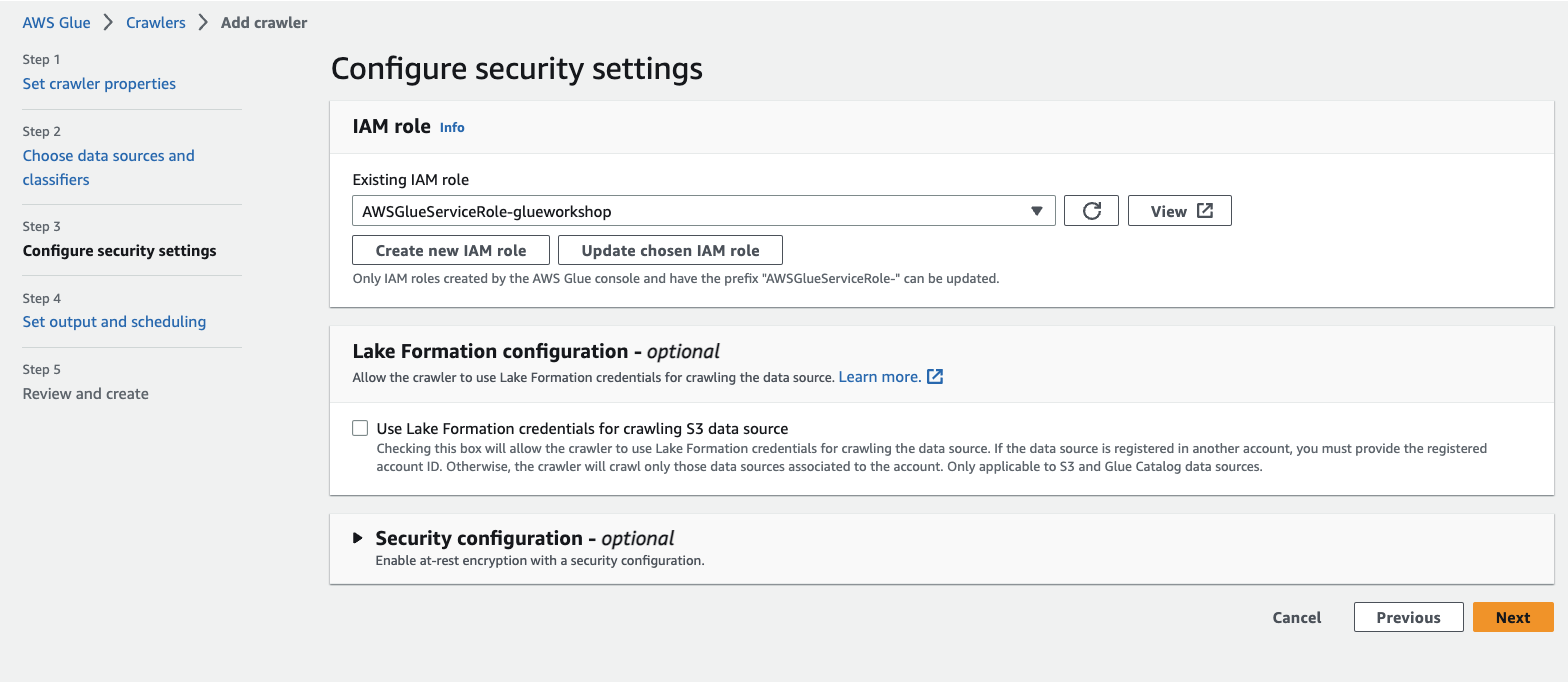 AWS Glue > Crawlers > Add crawler
Step 1
Set crawler properties
Step 2
Choose data sources and
classifiers
Step 3
Configure security settings
Step 4
Set output and scheduling
Step 5
Review and create
Configure security settings
IAM role Info
Existing IAM role
AWSGlueServiceRole-glueworkshop
View
Create new IAM role Update chosen IAM role
Only IAM roles created by the AWS Glue console and have the prefix "AWSGlueServiceRole-" can be updated.
Lake Formation configuration - optional
Allow the crawler to use Lake Formation credentials for crawling the data source. Learn more.
Use Lake Formation credentials for crawling S3 data source
Checking this box will allow the crawler to use Lake Formation credentials for crawling the data source. If the data source is registered in another account, you must provide the registered
account ID. Otherwise, the crawler will crawl only those data sources associated to the account. Only applicable to S3 and Glue Catalog data sources.
Security configuration - optional
Enable at-rest encryption with a security configuration.
Cancel Previous Next